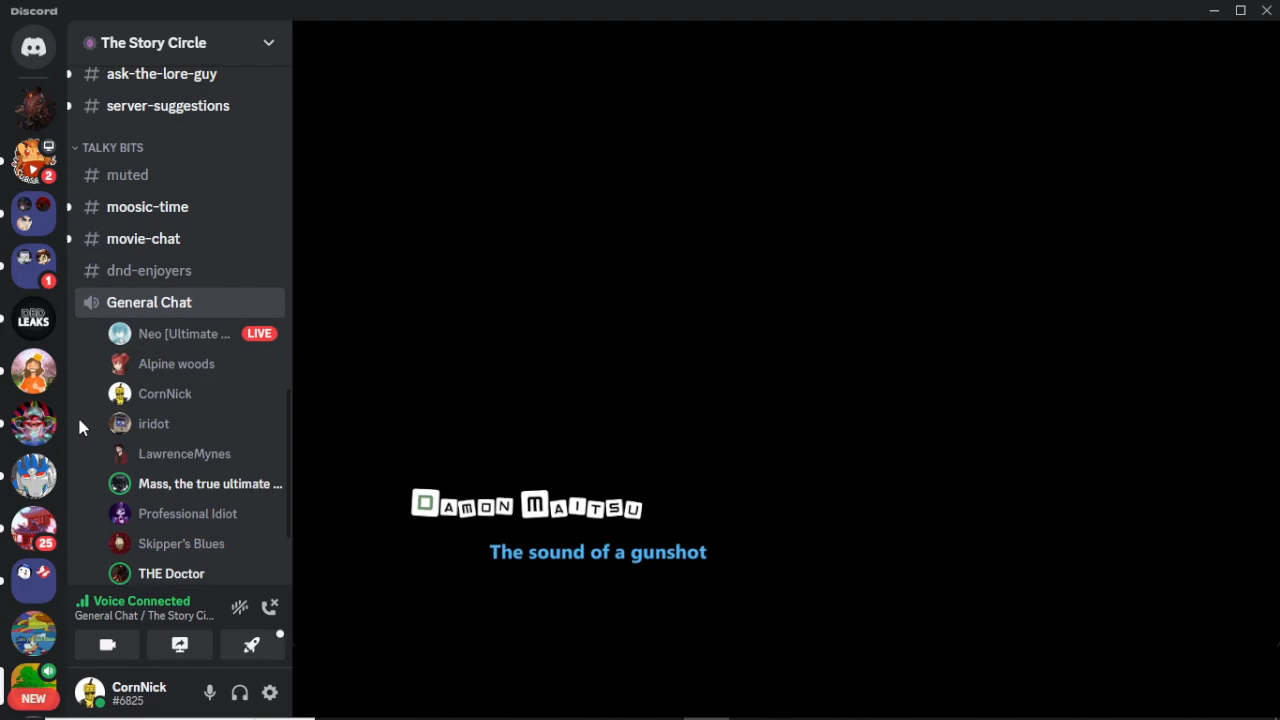 Discord
The Story Circle
# ask-the-lore-guy
# server-suggestions
TALKY BITS
# muted
# moosic-time
# movie-chat
# dnd-enjoyers
General Chat
Neo [Ultimate ... LIVE
Alpine woods
CornNick
iridot
LawrenceMynes
Mass, the true ultimate ...
Professional Idiot
Skipper's Blues
THE Doctor
Voice Connected
General Chat / The Story Ci...
CornNick
#6825
2
1
DBD
LEAKS
25
NEW
DAMON MAITSU
The sound of a gunshot